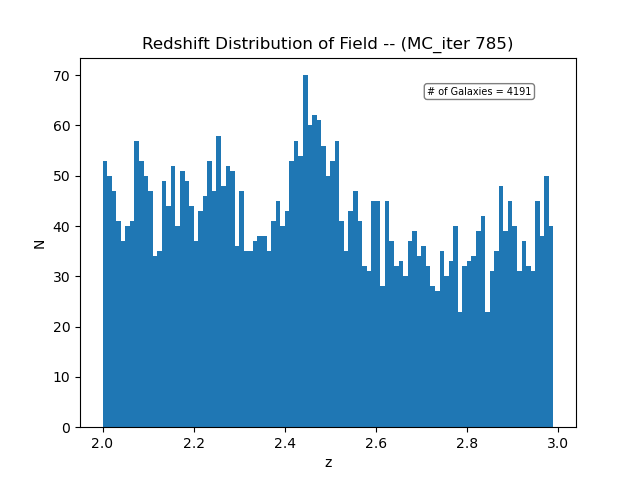 Redshift Distribution of Field -- (MC_iter 785)
# of Galaxies = 4191
70
60
50
40
30
20
10
0
N
2.0 2.2 2.4 2.6 2.8 3.0
z